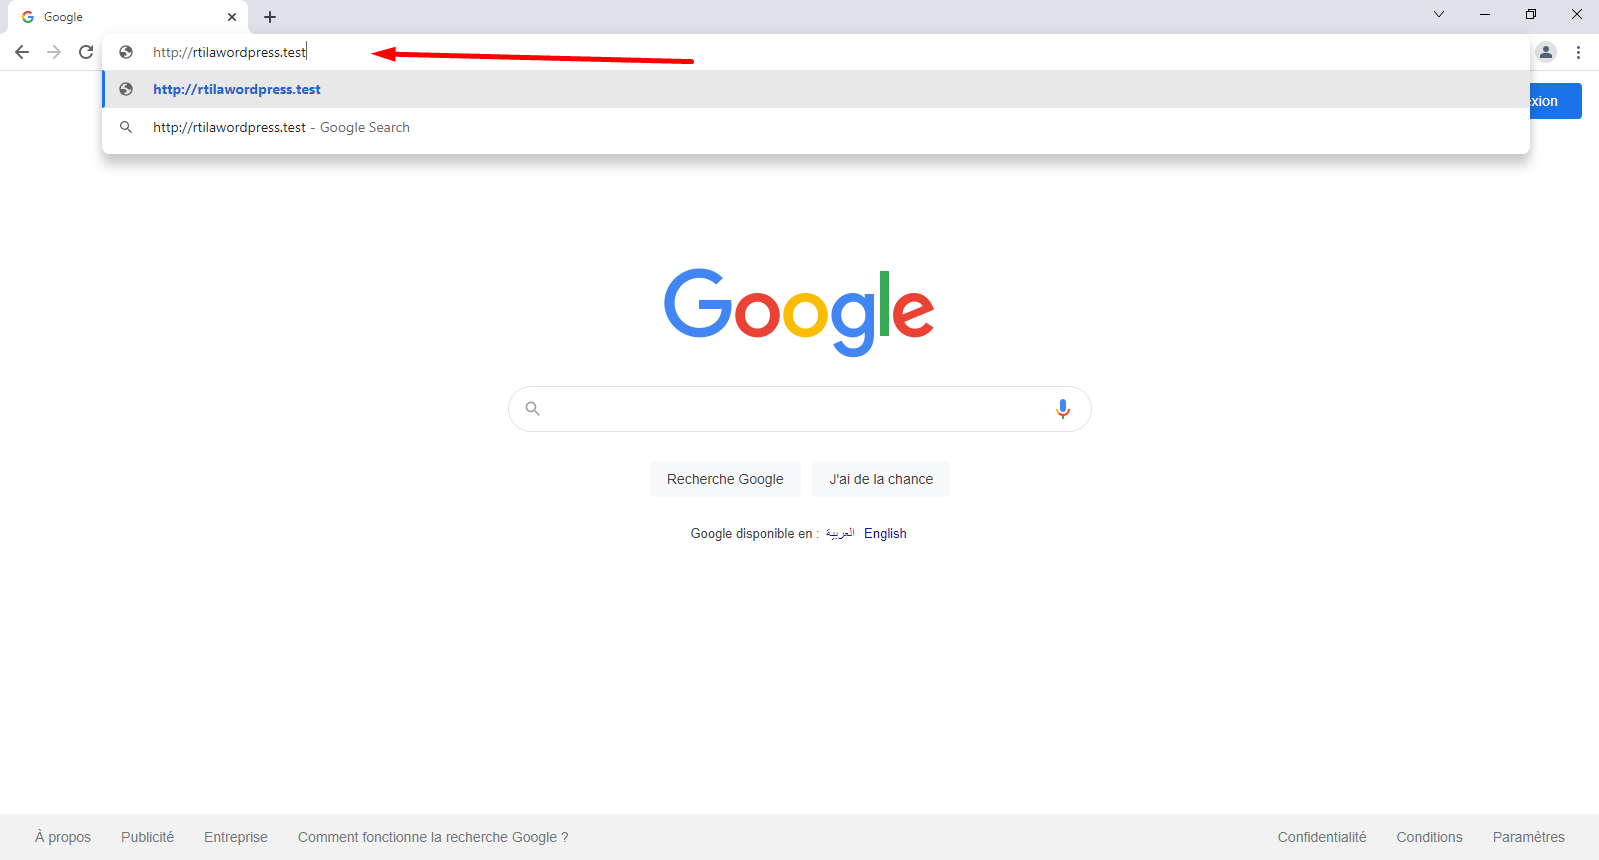 Google
http://rtilawordpress.test
http://rtilawordpress.test
exion
http://rtilawordpress.test - Google Search
Google
Recherche Google
J'ai de la chance
Google disponible en : العربية English
À propos
Publicité
Entreprise
Comment fonctionne la recherche Google ?
Confidentialité
Conditions
Paramètres